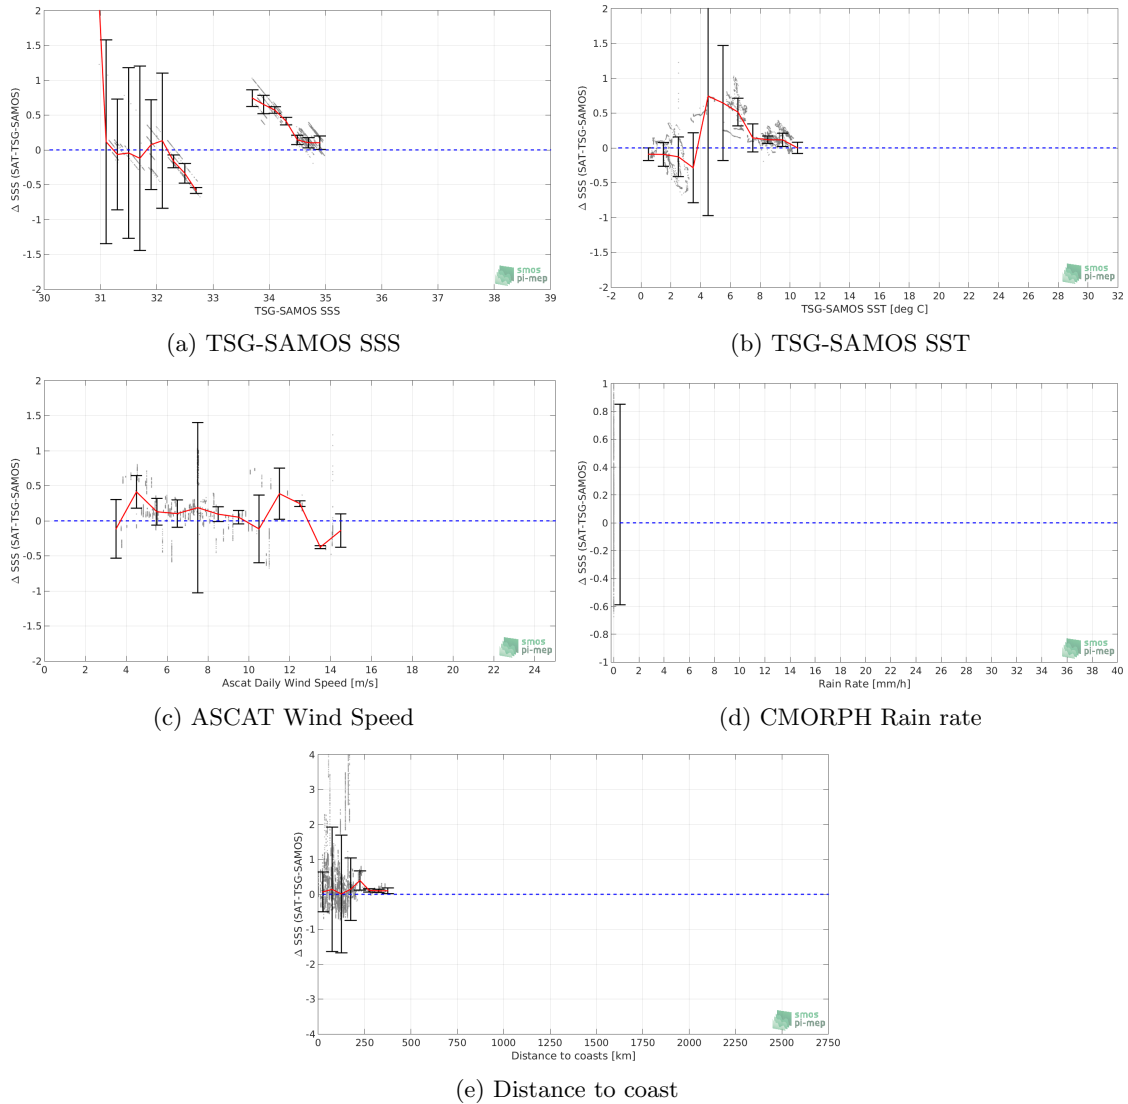 2
1.5
1
0.5
0
-0.5
-1
-1.5
-2
Δ SSS (SAT-TSG-SAMOS)
30 31 32 33 34 35 36 37 38 39
TSG-SAMOS SSS
smos
pi-mep
(a) TSG-SAMOS SSS
2
1.5
1
0.5
0
-0.5
-1
-1.5
-2
Δ SSS (SAT-TSG-SAMOS)
-2 0 2 4 6 8 10 12 14 16 18 20 22 24 26 28 30 32
TSG-SAMOS SST [deg C]
smos
pi-mep
(b) TSG-SAMOS SST
2
1.5
1
0.5
0
-0.5
-1
-1.5
-2
Δ SSS (SAT-TSG-SAMOS)
0 2 4 6 8 10 12 14 16 18 20 22 24
Ascat Daily Wind Speed [m/s]
smos
pi-mep
(c) ASCAT Wind Speed
1
0.8
0.6
0.4
0.2
0
-0.2
-0.4
-0.6
-0.8
-1
Δ SSS (SAT-TSG-SAMOS)
0 2 4 6 8 10 12 14 16 18 20 22 24 26 28 30 32 34 36 38 40
Rain Rate [mm/h]
smos
pi-mep
(d) CMORPH Rain rate
4
3
2
1
0
-1
-2
-3
-4
Δ SSS (SAT-TSG-SAMOS)
0 250 500 750 1000 1250 1500 1750 2000 2250 2500 2750
Distance to coasts [km]
smos
pi-mep
(e) Distance to coast